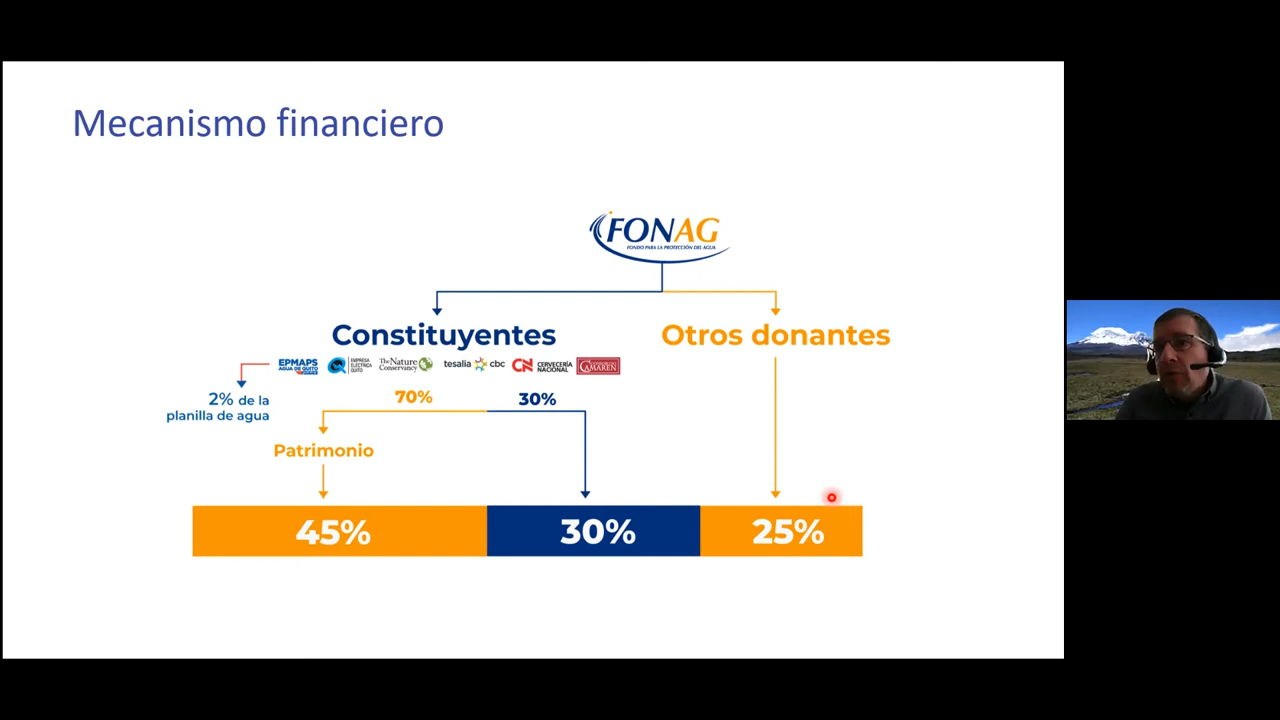 Mecanismo financiero
FONAG
FONDO PARA LA PROTECCIÓN DEL AGUA
Constituyentes
Otros donantes
EPMAPS
AGUA DE QUITO
EMPRESA
ELÉCTRICA
QUITO
The Nature
Conservancy
tesalia cbc
CN CERVECERÍA
NACIONAL
CAMAREN
2% de la
planilla de agua
70%
30%
Patrimonio
45%
30%
25%